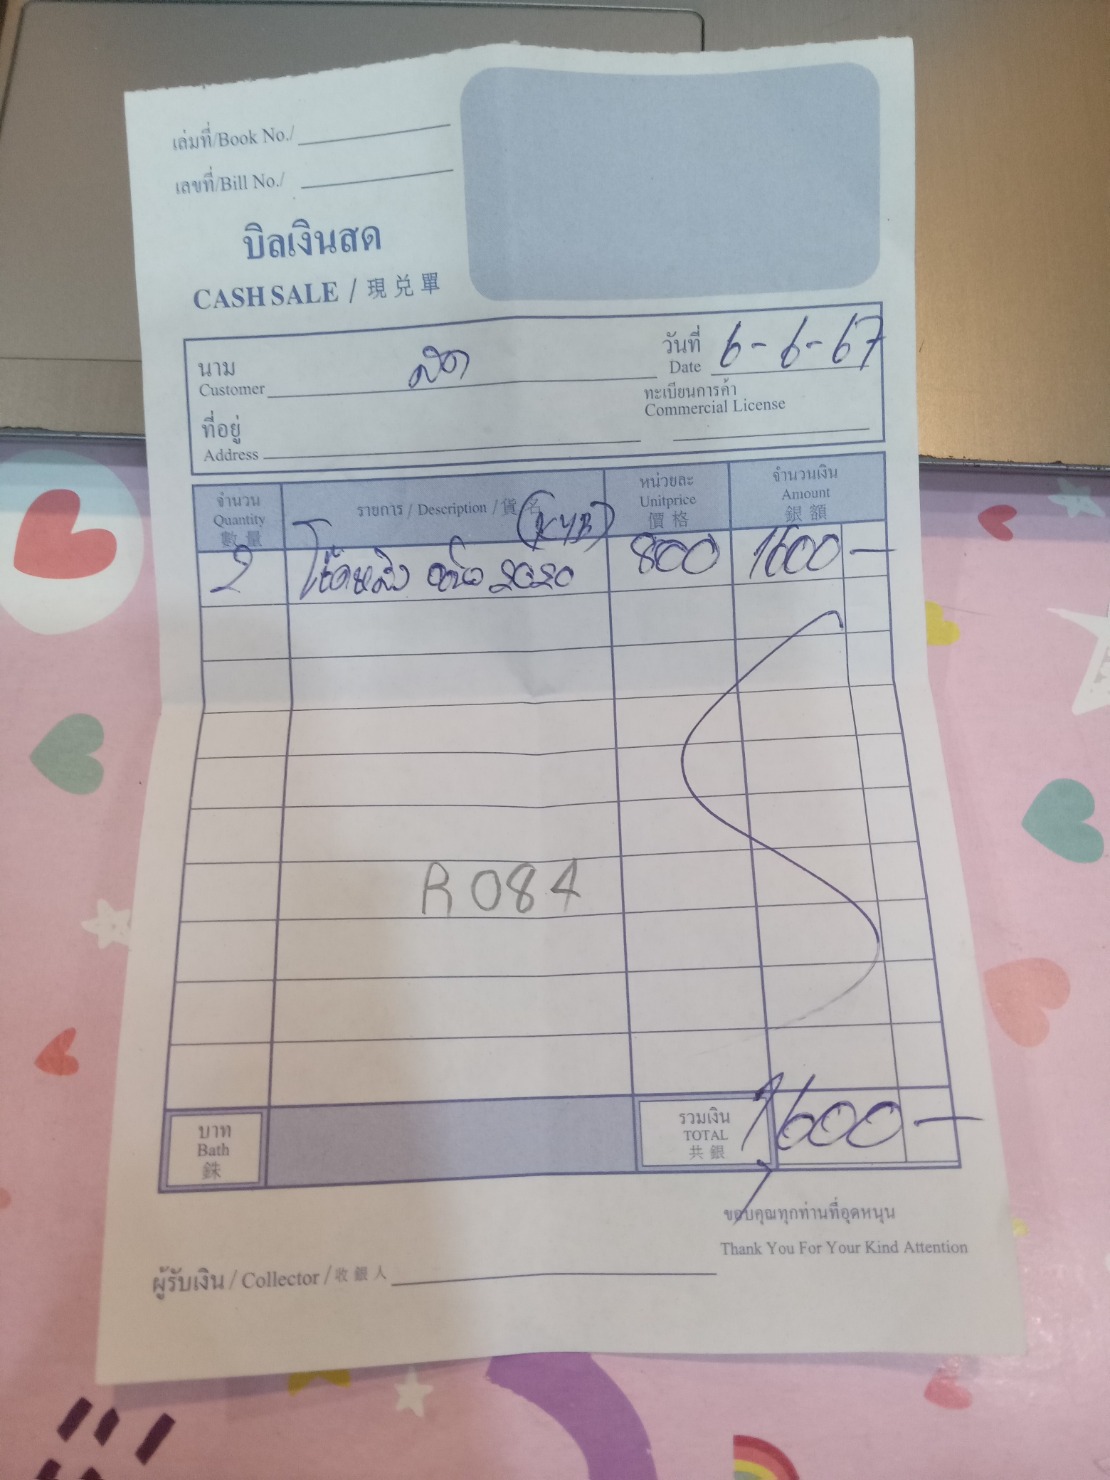 เล่มที่/Book No./
เลขที่/Bill No./
บิลเงินสด
CASH SALE / 現兑單
นาม
Customer
สด
วันที่
Date
6-6-67
ที่อยู่
Address
ทะเบียนการค้า
Commercial License
จำนวน
Quantity
數量
รายการ / Description / 貨名
หน่วยละ
Unitprice
價格
จำนวนเงิน
Amount
銀額
(KYB)
2 โช้คหลัง 2020 800 1600 -
R084
บาท
Bath
銖
รวมเงิน
TOTAL
共銀
1600 -
ขอบคุณทุกท่านที่อุดหนุน
Thank You For Your Kind Attention
ผู้รับเงิน / Collector / 收銀人